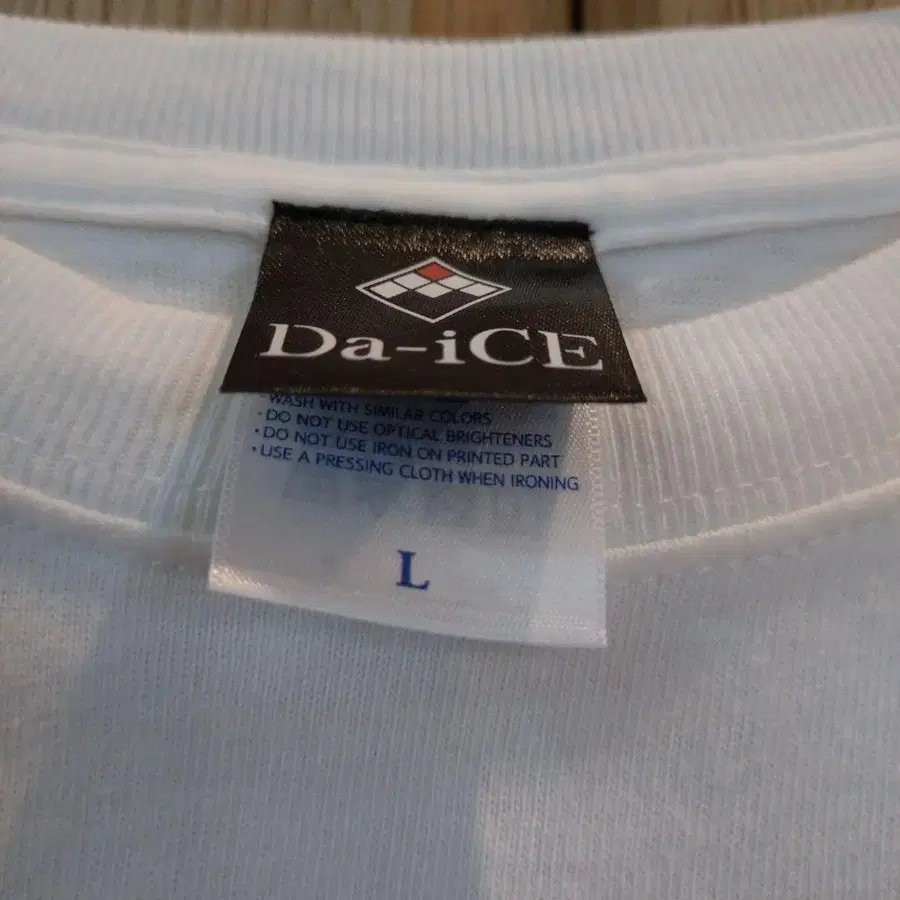 Da-iCE
WASH WITH SIMILAR COLORS
·DO NOT USE OPTICAL BRIGHTENERS
·DO NOT USE IRON ON PRINTED PART
·USE A PRESSING CLOTH WHEN IRONING
L